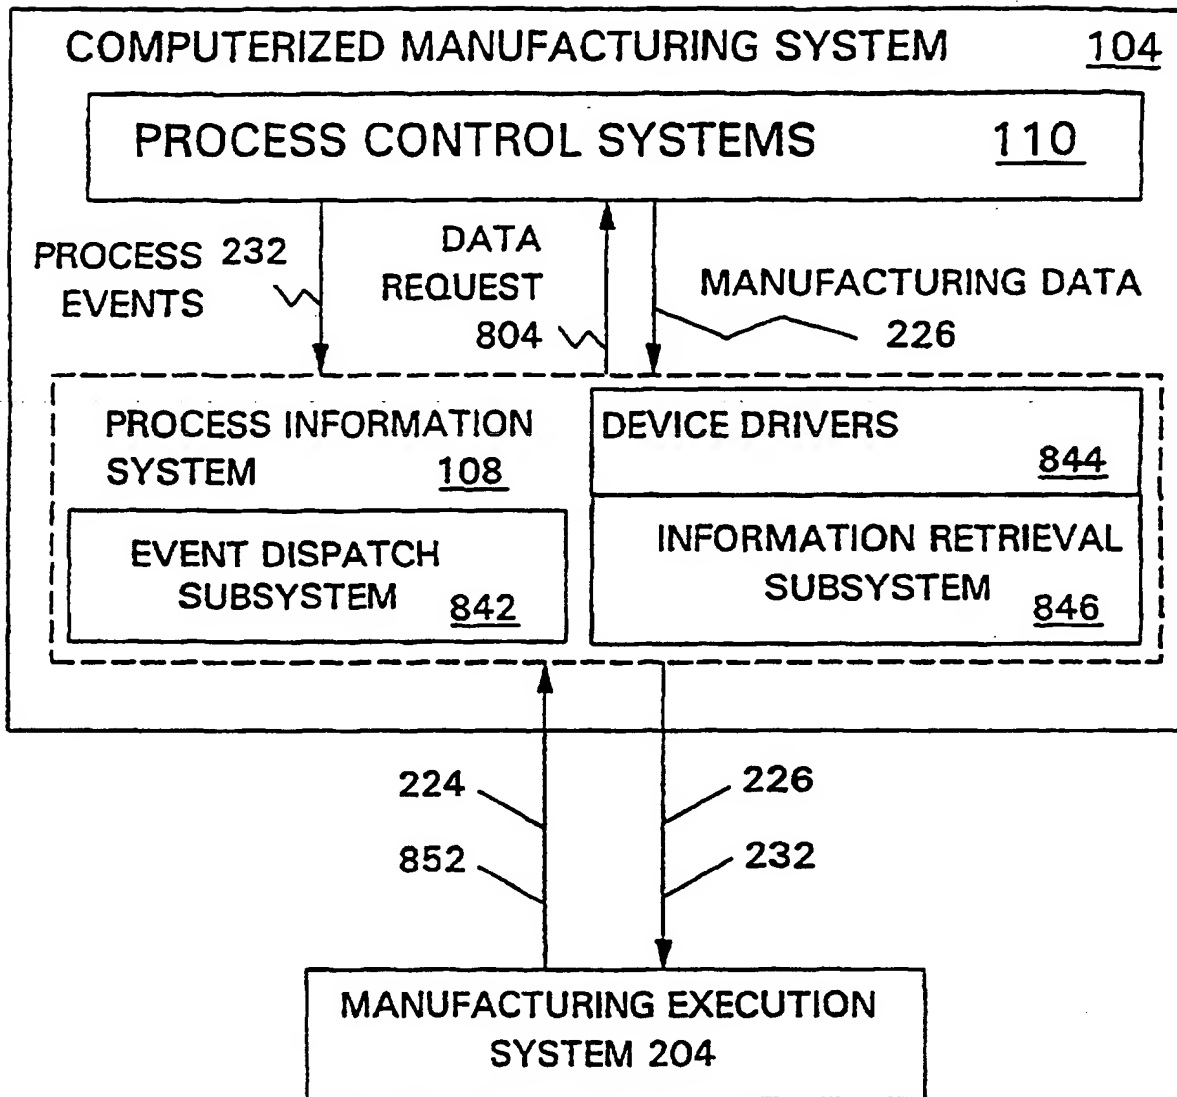 COMPUTERIZED MANUFACTURING SYSTEM 104
PROCESS CONTROL SYSTEMS 110
PROCESS 232
EVENTS
DATA
REQUEST
804
MANUFACTURING DATA
226
PROCESS INFORMATION
SYSTEM 108
DEVICE DRIVERS
844
EVENT DISPATCH
SUBSYSTEM 842
INFORMATION RETRIEVAL
SUBSYSTEM
846
224
226
852
232
MANUFACTURING EXECUTION
SYSTEM 204